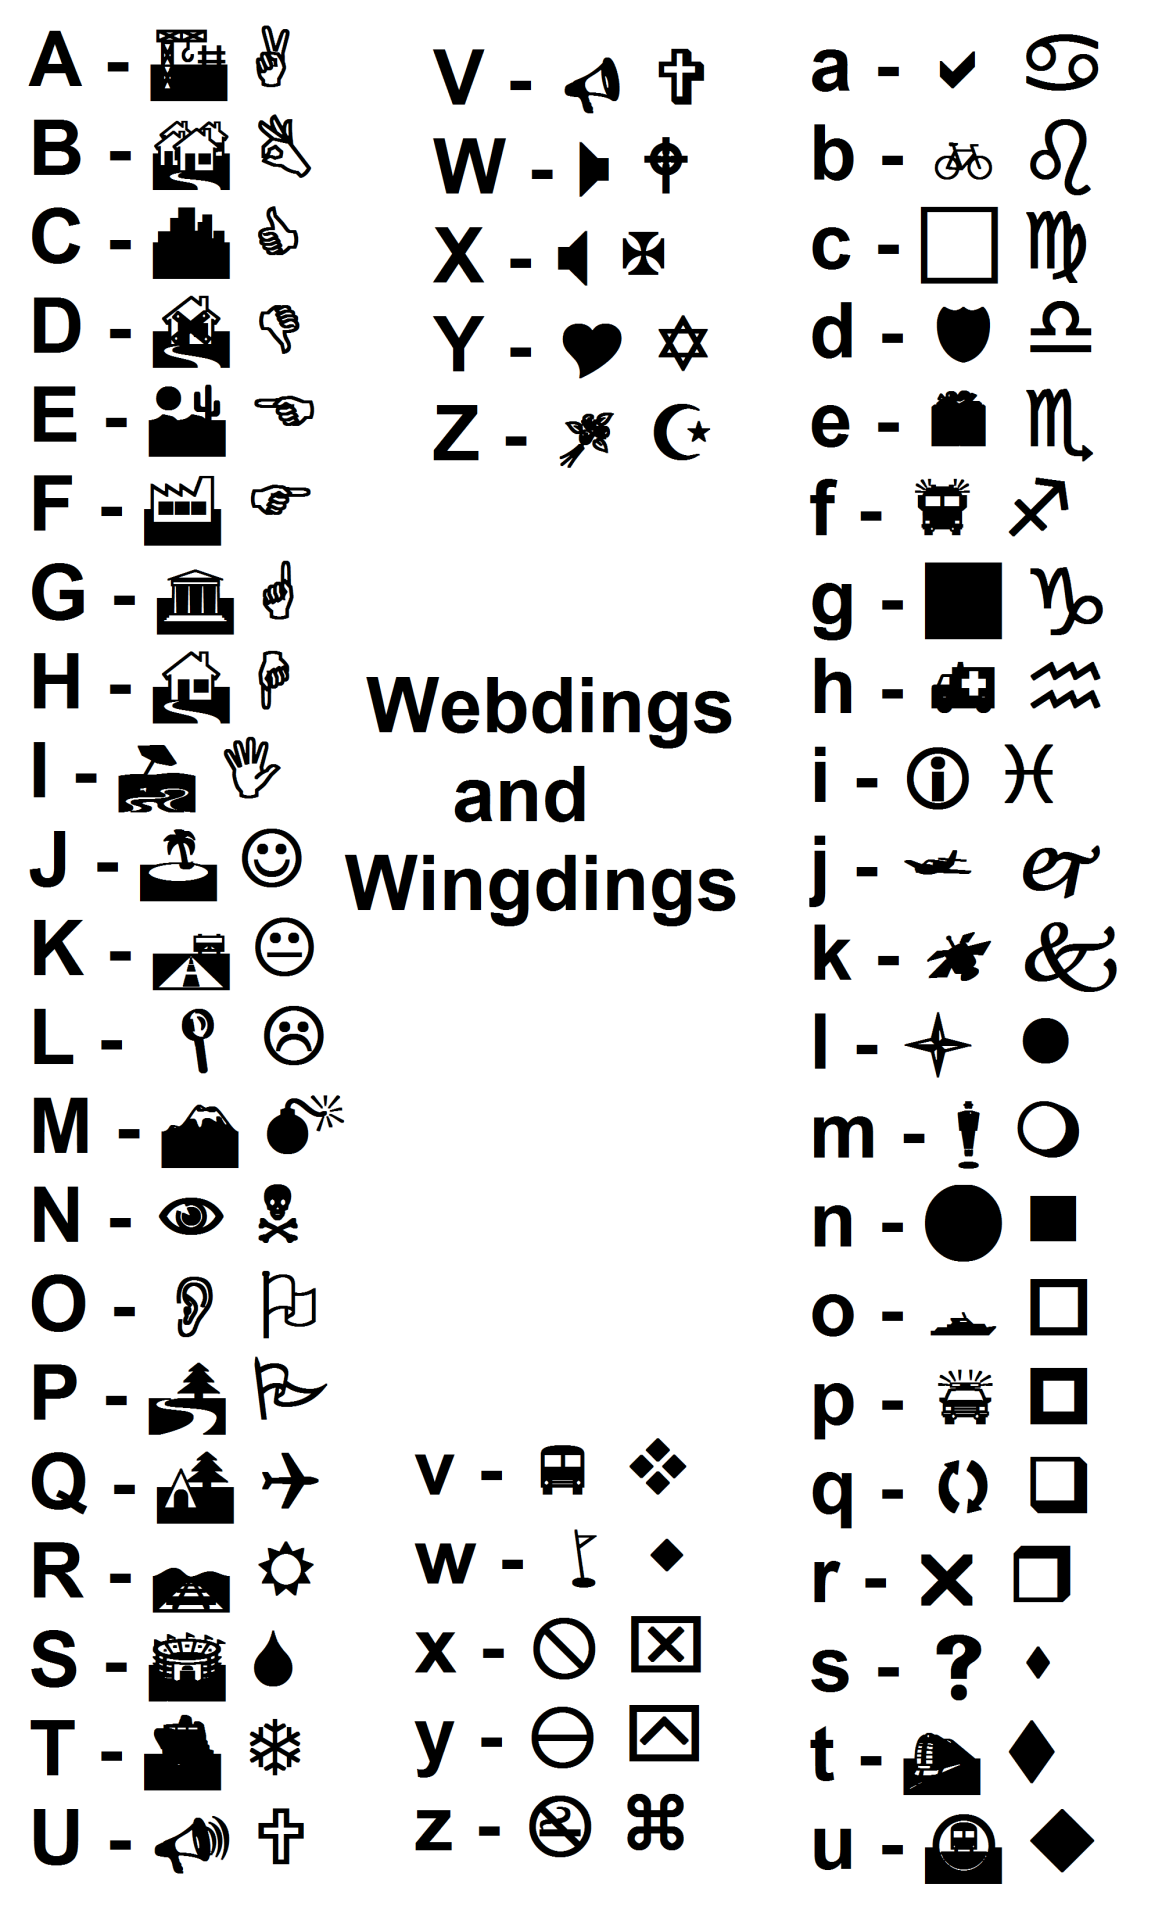 A - 🏗 ✌
B - 🏘 👌
C - 🏙 👍
D - 🏚 👎
E - 🏜 ☜
F - 🏭 ☞
G - 🏛 ☝
H - 🏠 ☟
I - 🏖 🖐
J - 🏝 ☺
K - 🛣 😐
L - 🔍 ☹
M - 🏔 💣
N - 👁 ☠
O - 👂 🏳
P - 🏞 🏱
Q - 🏕 ✈
R - 🛤 ☼
S - 🏟 💧
T - 🛳 ❄
U - 🕬 ✞
V - 🕫 ✞
W - 🕨 🕈
X - 🔈 ✠
Y - ❤ ✡
Z - 💐 ☪
Webdings
and
Wingdings
v - 🚍 ❖
w - ⛳ ⬥
x - 🛇 ⌧
y - ⊖ ⍓
z - 🚭 ⌘
a - ✔ ♋
b - 🚲 ♌
c - □ ♍
d - 🛡 ♎
e - 🎁 ♏
f - 🚒 ♐
g - ■ ♑
h - 🚑 ♒
i - 🛈 ♓
j - 🛩 🙰
k - 🛰 🙵
l - 🟈 ●
m - 🕴 ❍
n - ⚫ ■
o - 🛥 □
p - 🚔 🞐
q - 🗘 ❑
r - ✕ ❒
s - ❓ ⬧
t - 🚆 ⧫
u - 🚇 ◆